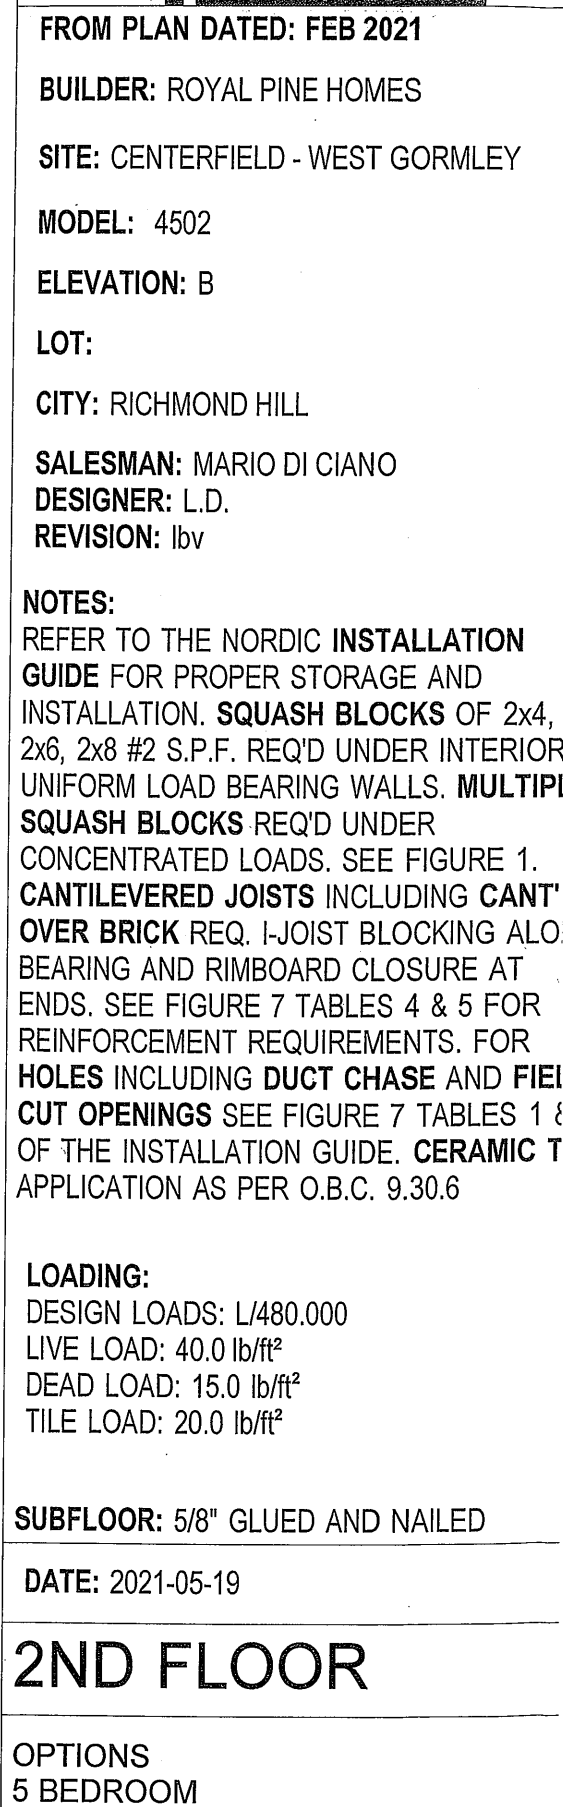 FROM PLAN DATED: FEB 2021
BUILDER: ROYAL PINE HOMES
SITE: CENTERFIELD - WEST GORMLEY
MODEL: 4502
ELEVATION: B
LOT:
CITY: RICHMOND HILL
SALESMAN: MARIO DI CIANO
DESIGNER: L.D.
REVISION: lbv
NOTES:
REFER TO THE NORDIC INSTALLATION
GUIDE FOR PROPER STORAGE AND
INSTALLATION. SQUASH BLOCKS OF 2x4,
2x6, 2x8 #2 S.P.F. REQ'D UNDER INTERIOR
UNIFORM LOAD BEARING WALLS.
SQUASH BLOCKS REQ'D UNDER
CONCENTRATED LOADS. SEE FIGURE 1.
CANTILEVERED JOISTS INCLUDING CANT'
OVER BRICK REQ. I-JOIST BLOCKING
BEARING AND RIMBOARD CLOSURE AT
ENDS. SEE FIGURE 7 TABLES 4 & 5 FOR
REINFORCEMENT REQUIREMENTS. FOR
HOLES INCLUDING DUCT CHASE AND
CUT OPENINGS SEE FIGURE 7 TABLES 1
OF THE INSTALLATION GUIDE. CERAMIC
APPLICATION AS PER O.B.C. 9.30.6
LOADING:
DESIGN LOADS: L/480.000
LIVE LOAD: 40.0 lb/ft²
DEAD LOAD: 15.0 lb/ft²
TILE LOAD: 20.0 lb/ft²
SUBFLOOR: 5/8" GLUED AND NAILED
DATE: 2021-05-19
2ND FLOOR
OPTIONS
5 BEDROOM